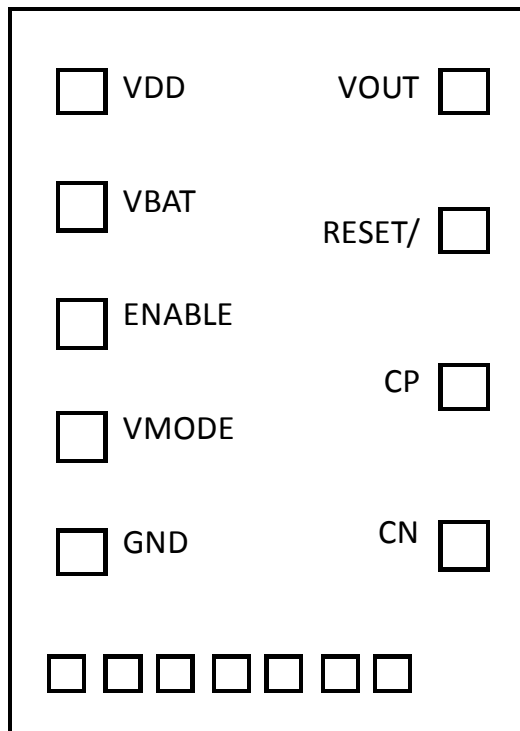 VDD
VOUT
VBAT
RESET/
ENABLE
CP
VMODE
GND
CN